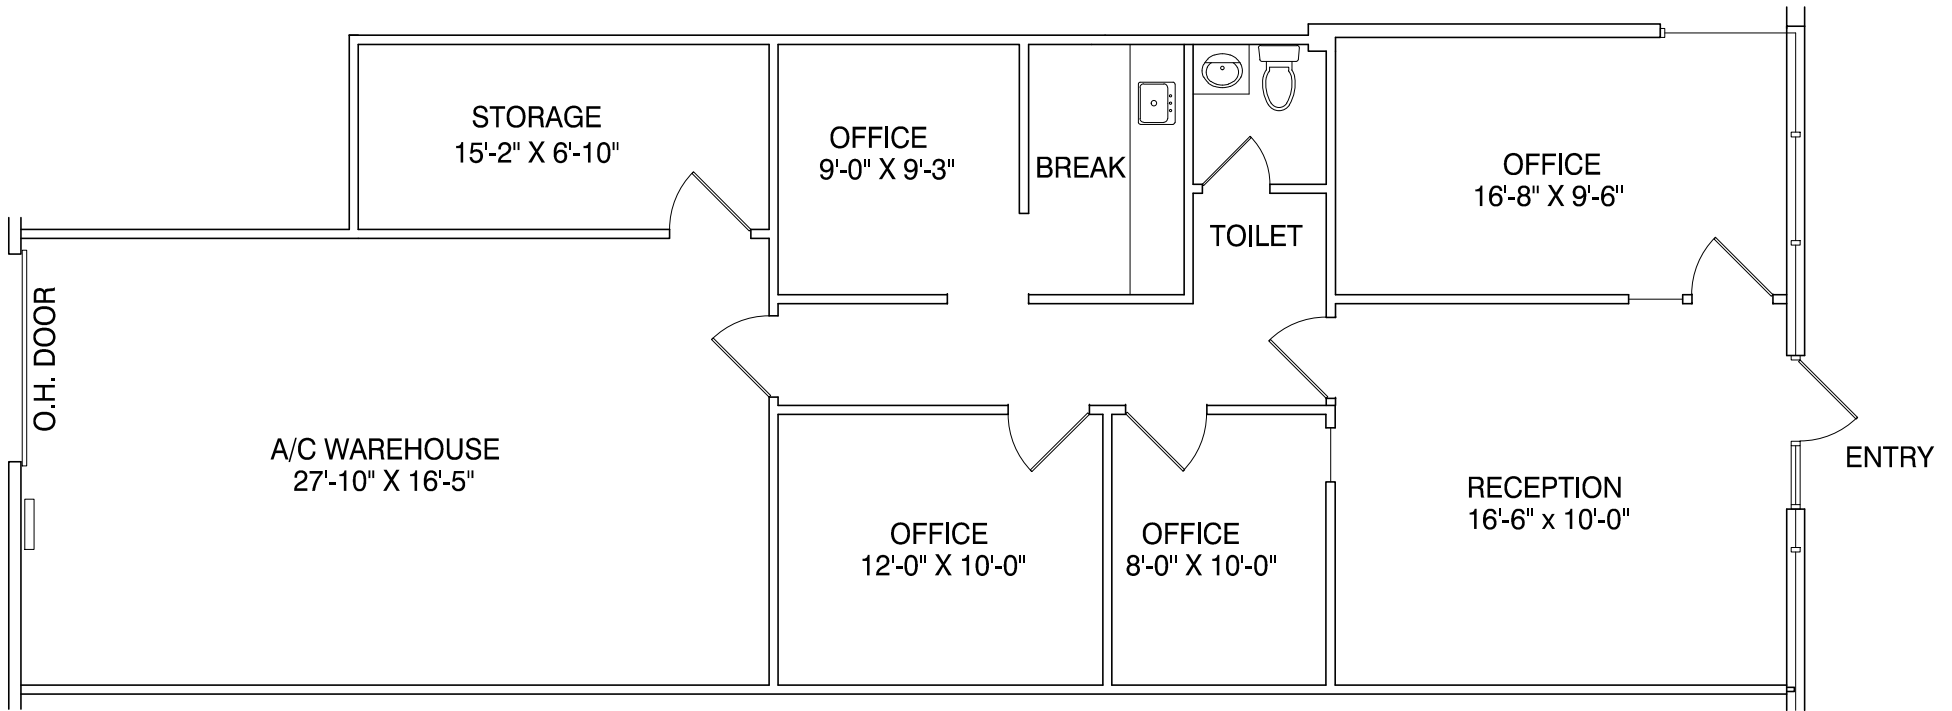 STORAGE
15'-2" X 6'-10"
OFFICE
9'-0" X 9'-3"
BREAK
TOILET
OFFICE
16'-8" X 9'-6"
O.H. DOOR
A/C WAREHOUSE
27'-10" X 16'-5"
OFFICE
12'-0" X 10'-0"
OFFICE
8'-0" X 10'-0"
RECEPTION
16'-6" x 10'-0"
ENTRY